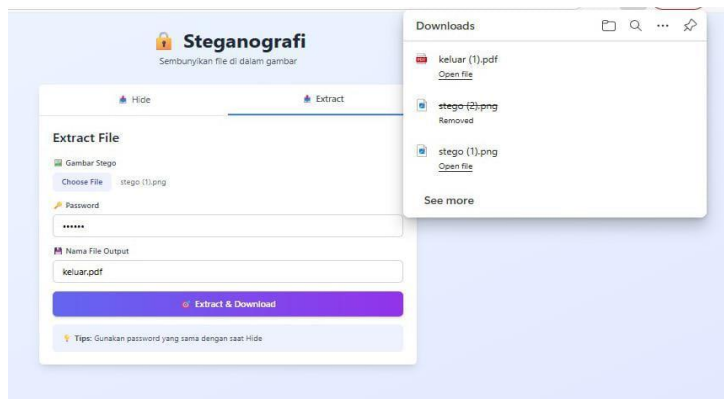 Steganografi
Sembunyikan file di dalam gambar
Hide
Extract
Extract File
Gambar Stego
Choose File stego (1).png
Password
••••••
Nama File Output
keluar.pdf
Extract & Download
Tips: Gunakan password yang sama dengan saat Hide
Downloads
keluar (1).pdf
Open file
stego (2).png
Removed
stego (1).png
Open file
See more